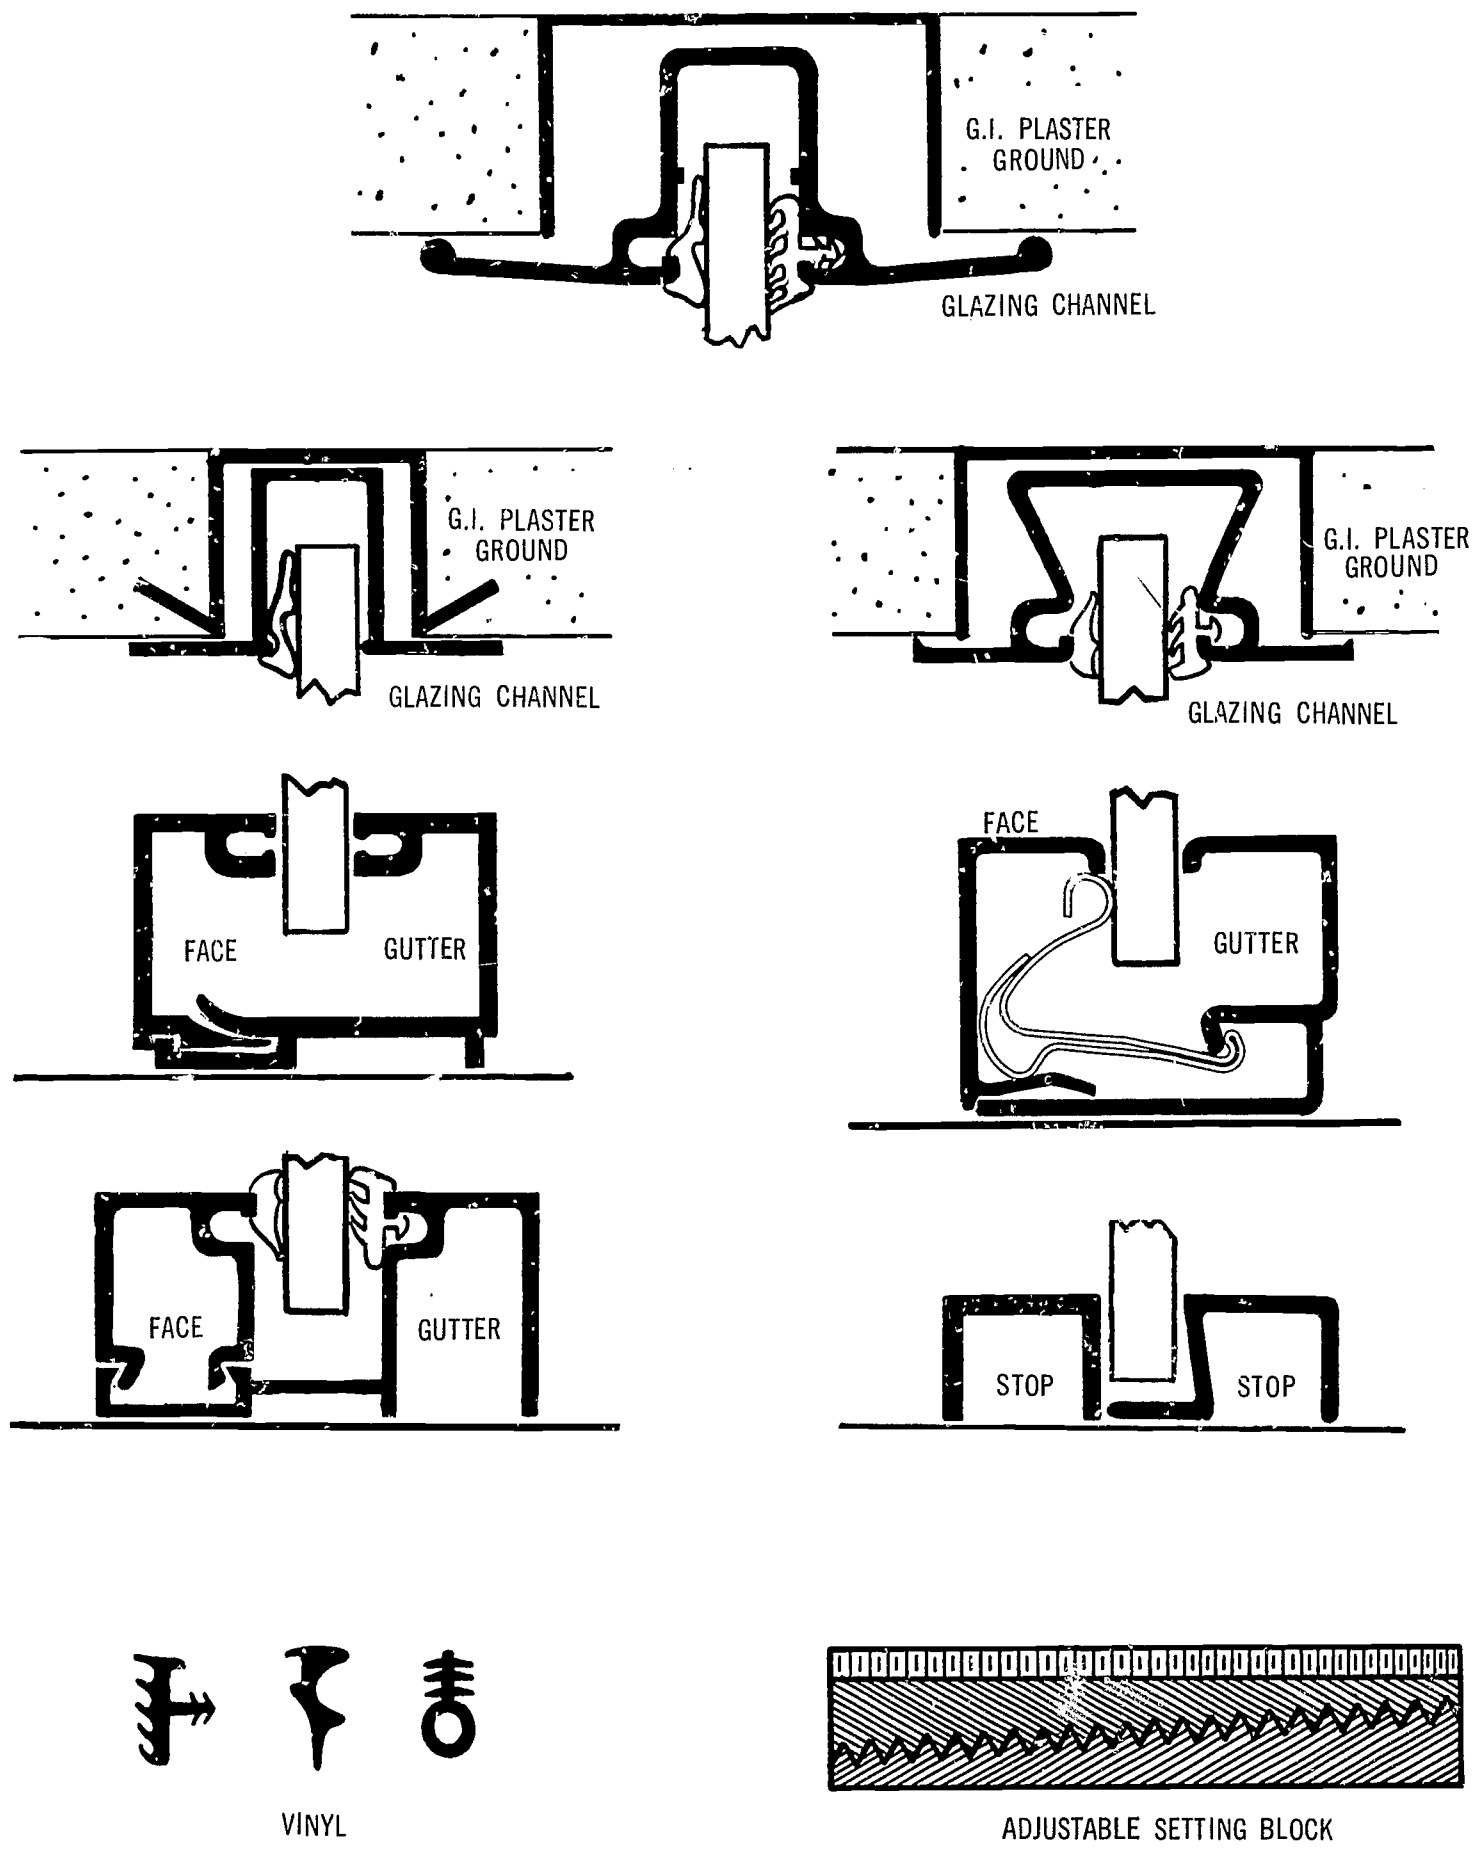 G.I. PLASTER
GROUND
GLAZING CHANNEL
G.I. PLASTER
GROUND
GLAZING CHANNEL
G.I. PLASTER
GROUND
GLAZING CHANNEL
FACE
GUTTER
FACE
GUTTER
FACE
GUTTER
STOP
STOP
VINYL
ADJUSTABLE SETTING BLOCK